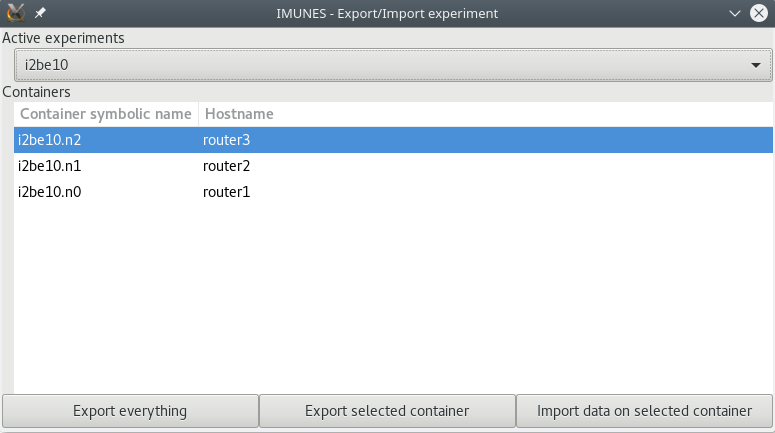 IMUNES - Export/Import experiment
Active experiments
i2be10
Containers
Container symbolic name Hostname
i2be10.n2 router3
i2be10.n1 router2
i2be10.n0 router1
Export everything Export selected container Import data on selected container